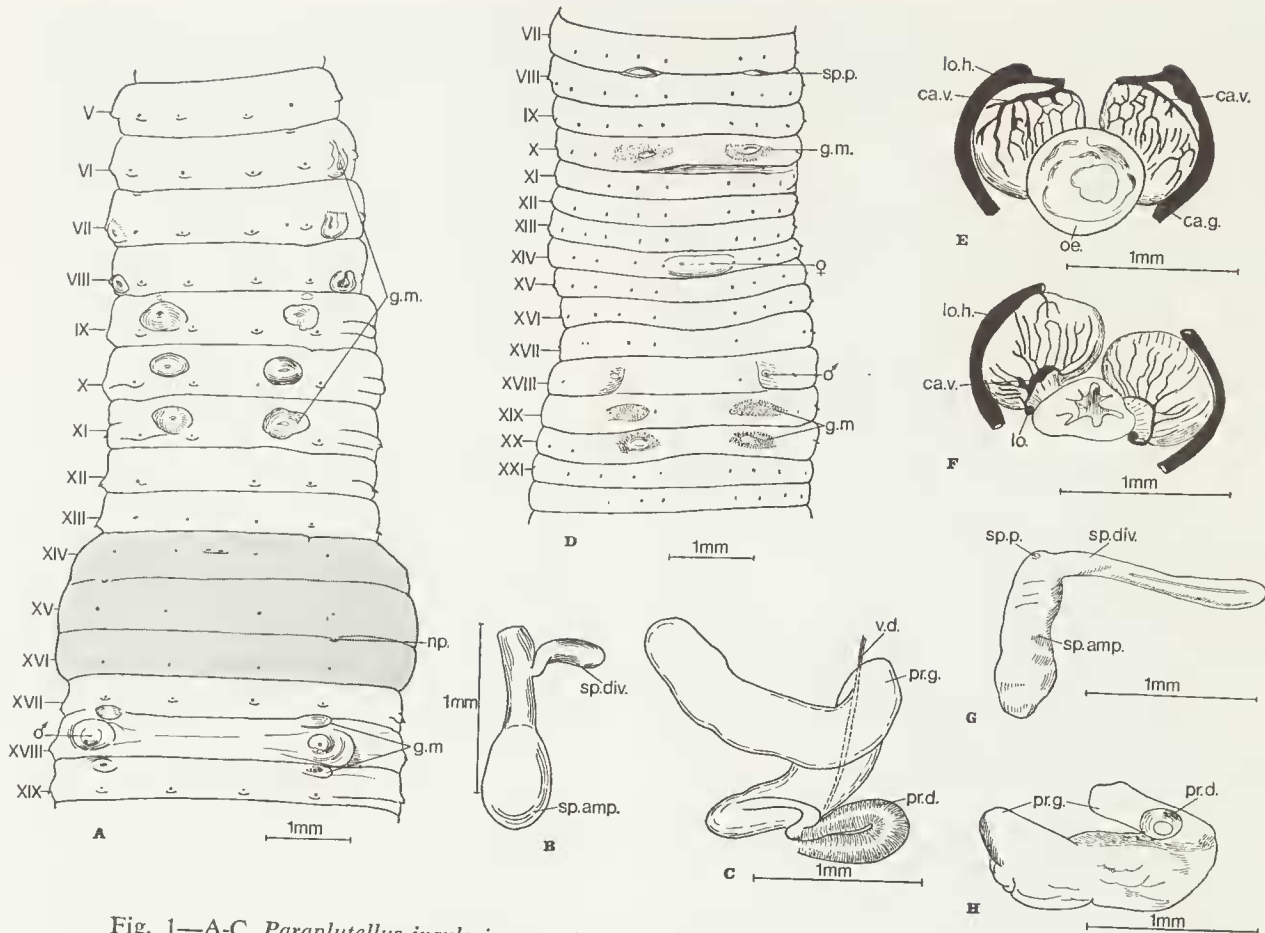 V
VI
VII
VIII
IX
X
XI
XII
XIII
XIV
XV
XVI
XVII
♂
XVIII
XIX
g.m.
np.
g.m
A
1mm
VII
VIII
IX
X
XI
XII
XIII
XIV
XV
XVI
XVII
XVIII
XIX
XX
XXI
sp.p.
g.m.
♀
♂
g.m
D
1mm
1mm
sp.div.
sp.amp.
B
v.d.
pr.g.
pr.d.
C
1mm
lo.h.
ca.v.
ca.v.
ca.g.
oe.
E
1mm
lo.h.
ca.v.
lo.
F
1mm
sp.p.
sp.div.
sp.amp.
G
1mm
pr.g.
pr.d.
H
1mm
Fig. 1—A-C